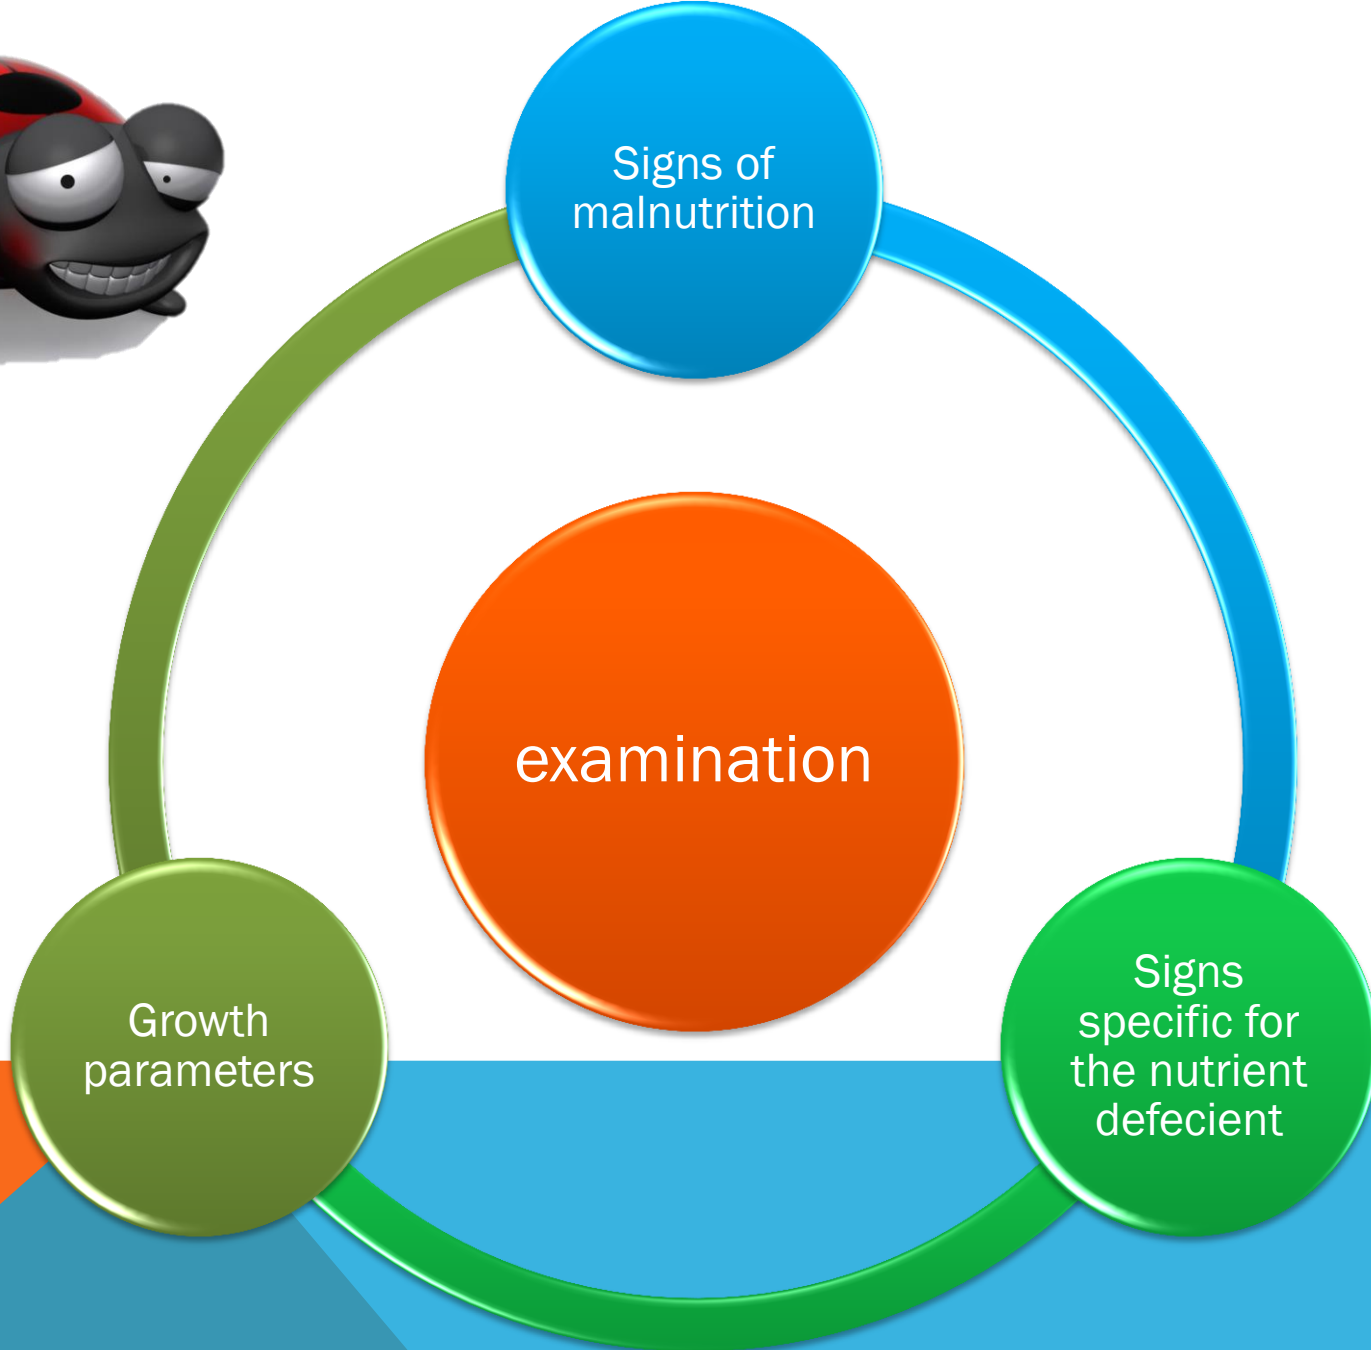 Signs of
malnutrition
examination
Growth
parameters
Signs
specific for
the nutrient
defecient